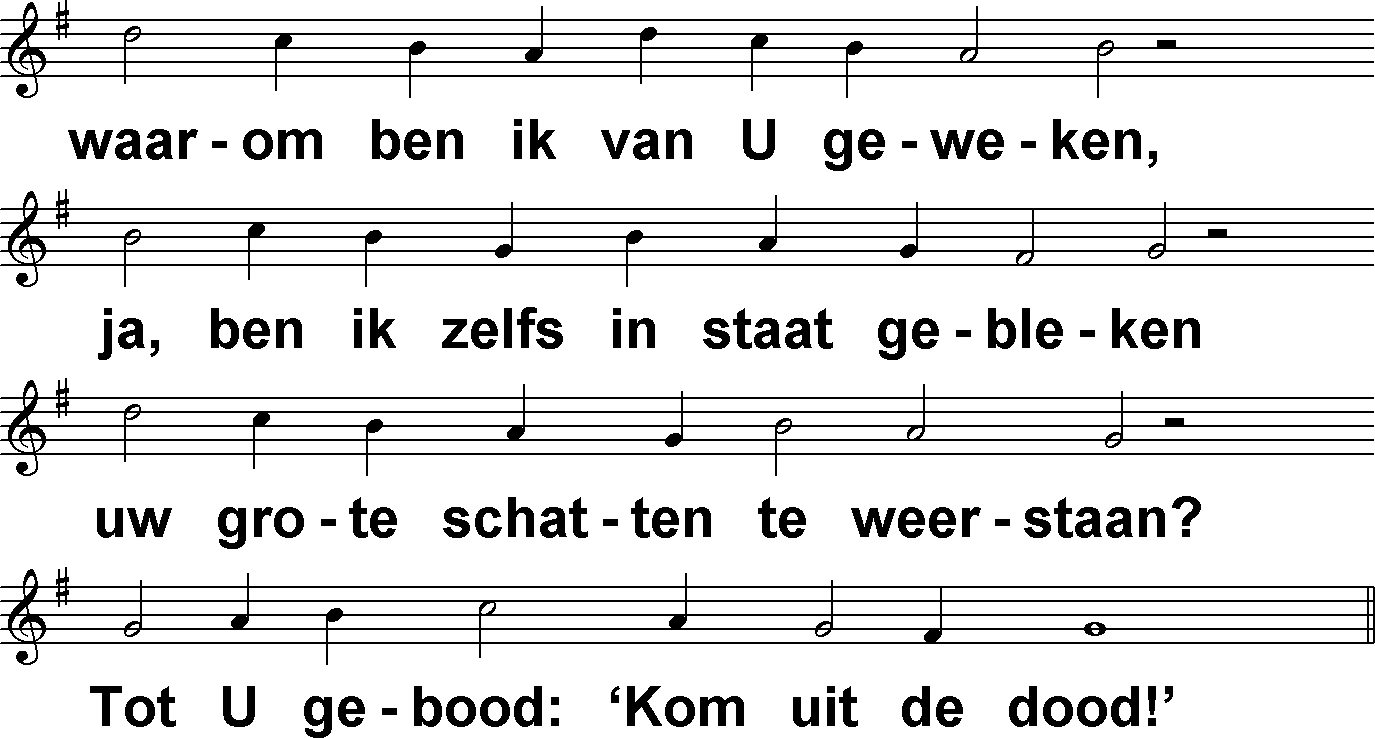 waar - om ben ik van U ge - we - ken,
ja, ben ik zelfs in staat ge - ble - ken
uw gro - te schat - ten te weer - staan?
Tot U ge - bood: ‘Kom uit de dood!’